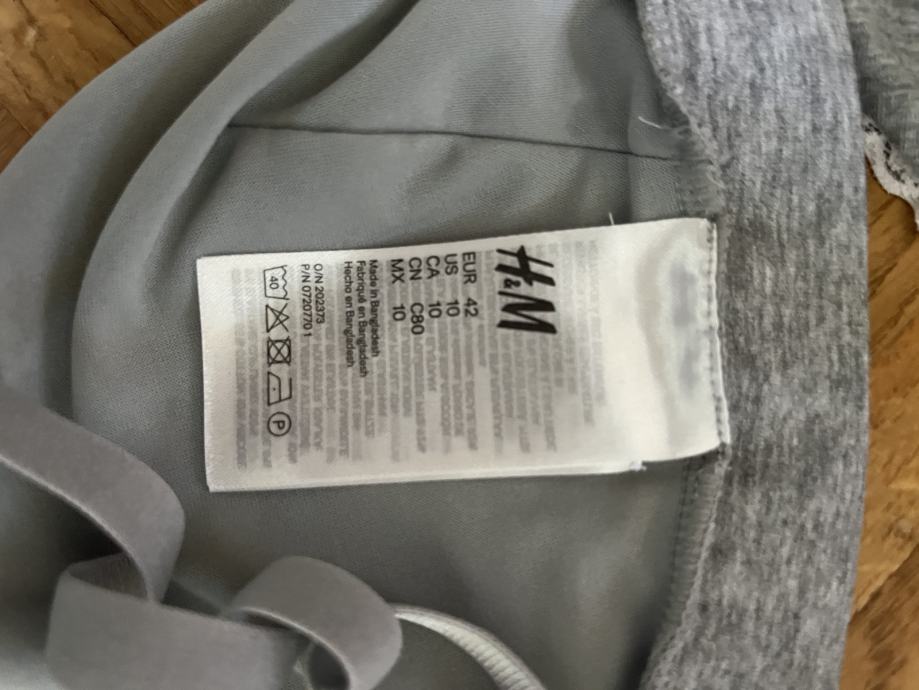 H&M
EUR 42
US 10
CA 10
CN C80
MX 10
Made in Bangladesh
Fabriqué en Bangladesh
Hecho en Bangladesh
O/N 202373
P/N 07207701
40
P